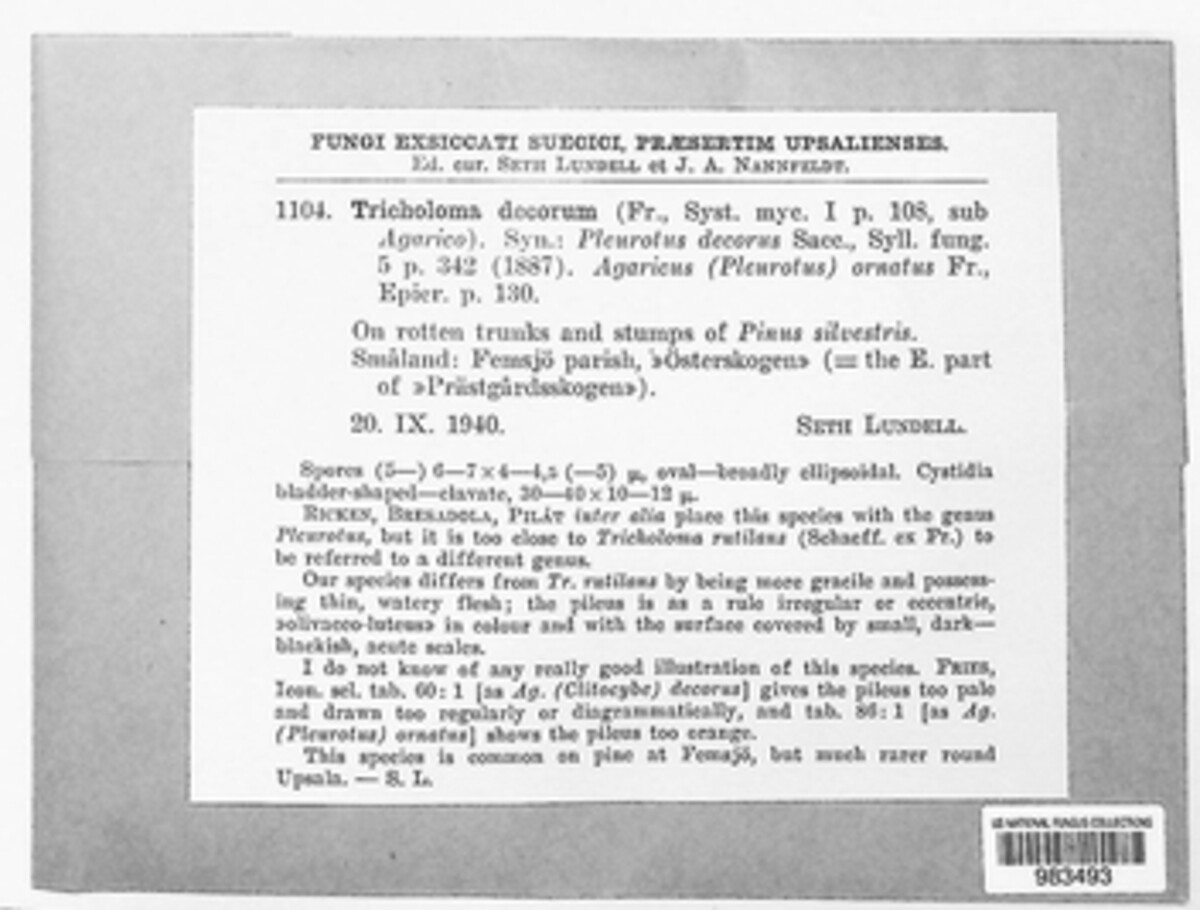 FUNGI EXSICCATI SUECICI, PRÆSERTIM UPSALIENSES.
Ed. cur. SETH LUNDELL et J. A. NANNFELDT.
1104. Tricholoma decorum (Fr., Syst. myc. I p. 108, sub
Agarico). Syn.: Pleurotus decorus Sacc., Syll. fung.
5 p. 342 (1887). Agaricus (Pleurotus) ornatus Fr.,
Epicr. p. 130.
On rotten trunks and stumps of Pinus silvestris.
Småland: Femsjö parish, »Österskogen» (= the E. part
of »Prästgårdsskogen»).
20. IX. 1940. SETH LUNDELL.
Spores (5—) 6—7 × 4—4,5 (—5) µ, oval—broadly ellipsoidal. Cystidia
bladder-shaped—clavate, 30—40 × 10—12 µ.
RICKEN, BRESADOLA, PILÁT inter alia place this species with the genus
Pleurotus, but it is too close to Tricholoma rutilans (Schaeff. ex Fr.) to
be referred to a different genus.
Our species differs from Tr. rutilans by being more gracile and possess-
ing thin, watery flesh; the pileus is as a rule irregular or eccentric,
»olivaceo-luteus» in colour and with the surface covered by small, dark—
blackish, acute scales.
I do not know of any really good illustration of this species. FRIES,
Icon. sel. tab. 60: 1 [as Ag. (Clitocybe) decorus] gives the pileus too pale
and drawn too regularly or diagrammatically, and tab. 86: 1 [as Ag.
(Pleurotus) ornatus] shows the pileus too orange.
This species is common on pine at Femsjö, but much rarer round
Upsala. — S. L.
US NATIONAL FUNGUS COLLECTIONS
983493